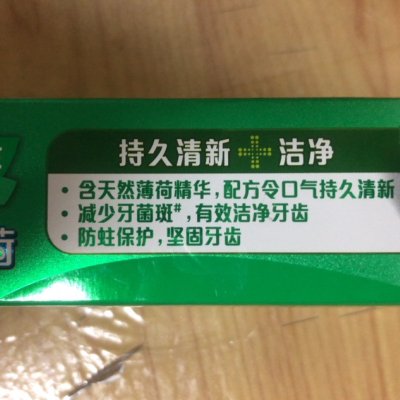 持久清新 + 洁净
• 含天然薄荷精华，配方令口气持久清新
• 减少牙菌斑#，有效洁净牙齿
• 防蛀保护，坚固牙齿